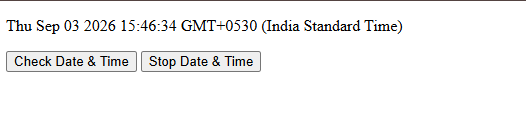 Thu Sep 03 2026 15:46:34 GMT+0530 (India Standard Time)
Check Date & Time Stop Date & Time